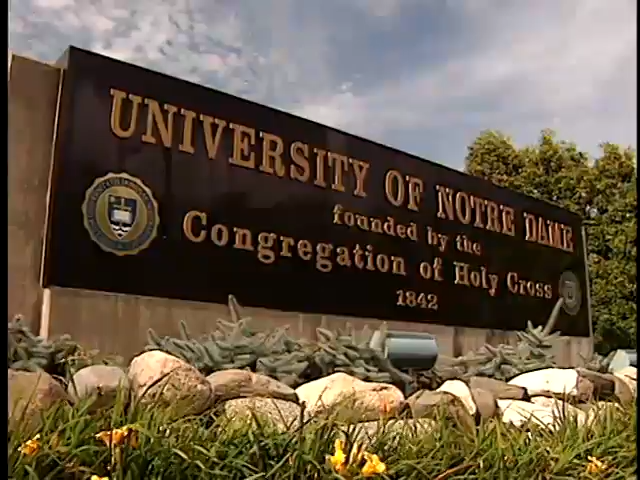 UNIVERSITY OF NOTRE DAME
founded by the
Congregation of Holy Cross
1842